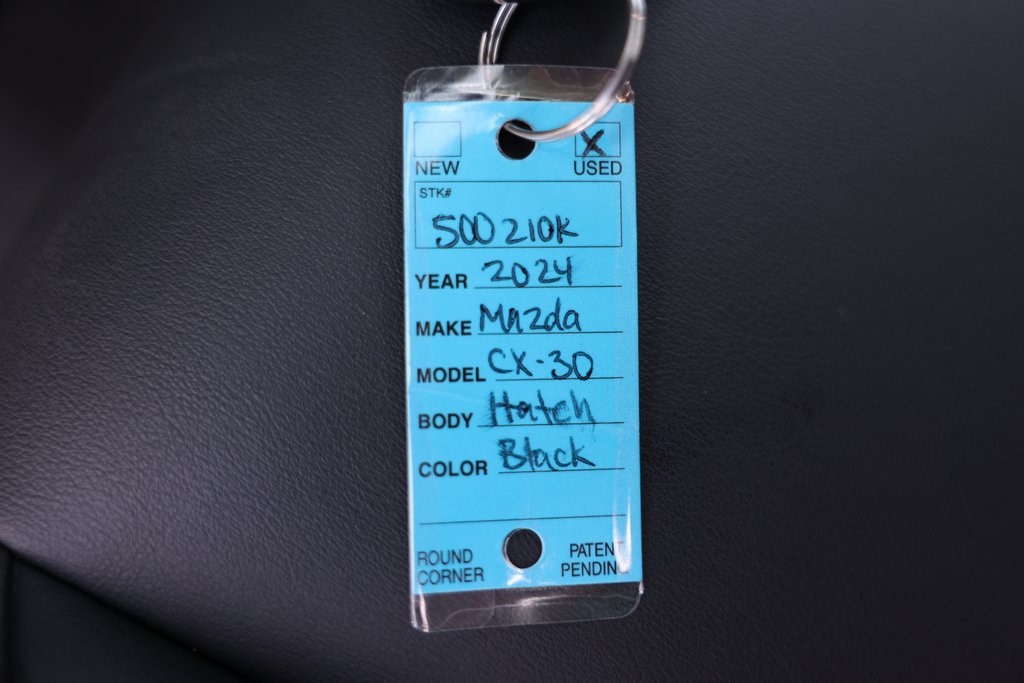 X
NEW USED
STK#
500210K
YEAR 2024
MAKE Mazda
MODEL CX-30
BODY Hatch
COLOR Black
ROUND CORNER PATENT PENDING